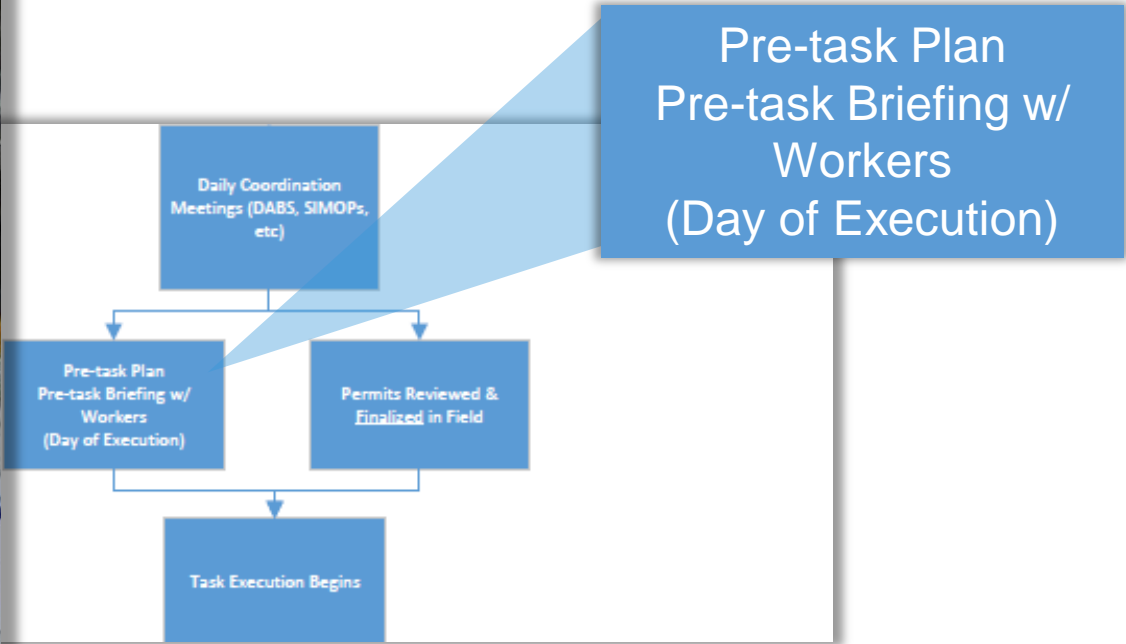 Pre-task Plan
Pre-task Briefing w/
Workers
(Day of Execution)
Daily Coordination
Meetings (DABS, SIMOPs,
etc)
Pre-task Plan
Pre-task Briefing w/
Workers
(Day of Execution)
Permits Reviewed &
Finalized in Field
Task Execution Begins